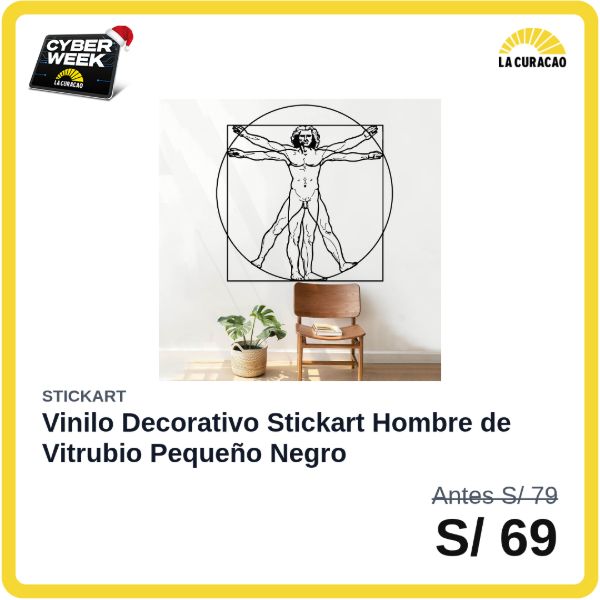 CYBER
WEEK
LA CURACAO
LA CURACAO
STICKART
Vinilo Decorativo Stickart Hombre de
Vitrubio Pequeño Negro
Antes S/ 79
S/ 69